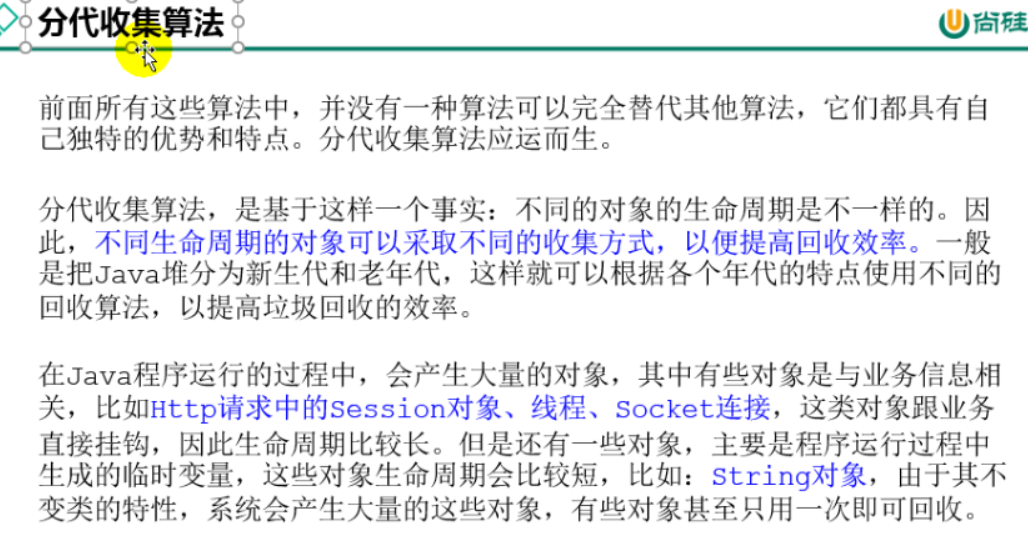 分代收集算法
尚硅
前面所有这些算法中，并没有一种算法可以完全替代其他算法，它们都具有自
己独特的优势和特点。分代收集算法应运而生。
分代收集算法，是基于这样一个事实：不同的对象的生命周期是不一样的。因
此，不同生命周期的对象可以采取不同的收集方式，以便提高回收效率。一般
是把Java堆分为新生代和老年代，这样就可以根据各个年代的特点使用不同的
回收算法，以提高垃圾回收的效率。
在Java程序运行的过程中，会产生大量的对象，其中有些对象是与业务信息相
关，比如Http请求中的Session对象、线程、Socket连接，这类对象跟业务
直接挂钩，因此生命周期比较长。但是还有一些对象，主要是程序运行过程中
生成的临时变量，这些对象生命周期会比较短，比如：String对象，由于其不
变类的特性，系统会产生大量的这些对象，有些对象甚至只用一次即可回收。